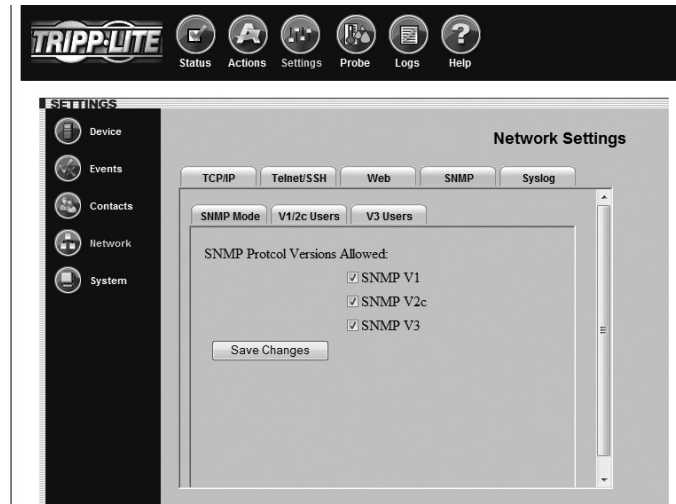 TRIPP·LITE
Status Actions Settings Probe Logs Help
SETTINGS
Device
Events
Contacts
Network
System
Network Settings
TCP/IP Telnet/SSH Web SNMP Syslog
SNMP Mode V1/2c Users V3 Users
SNMP Protcol Versions Allowed:
SNMP V1
SNMP V2c
SNMP V3
Save Changes